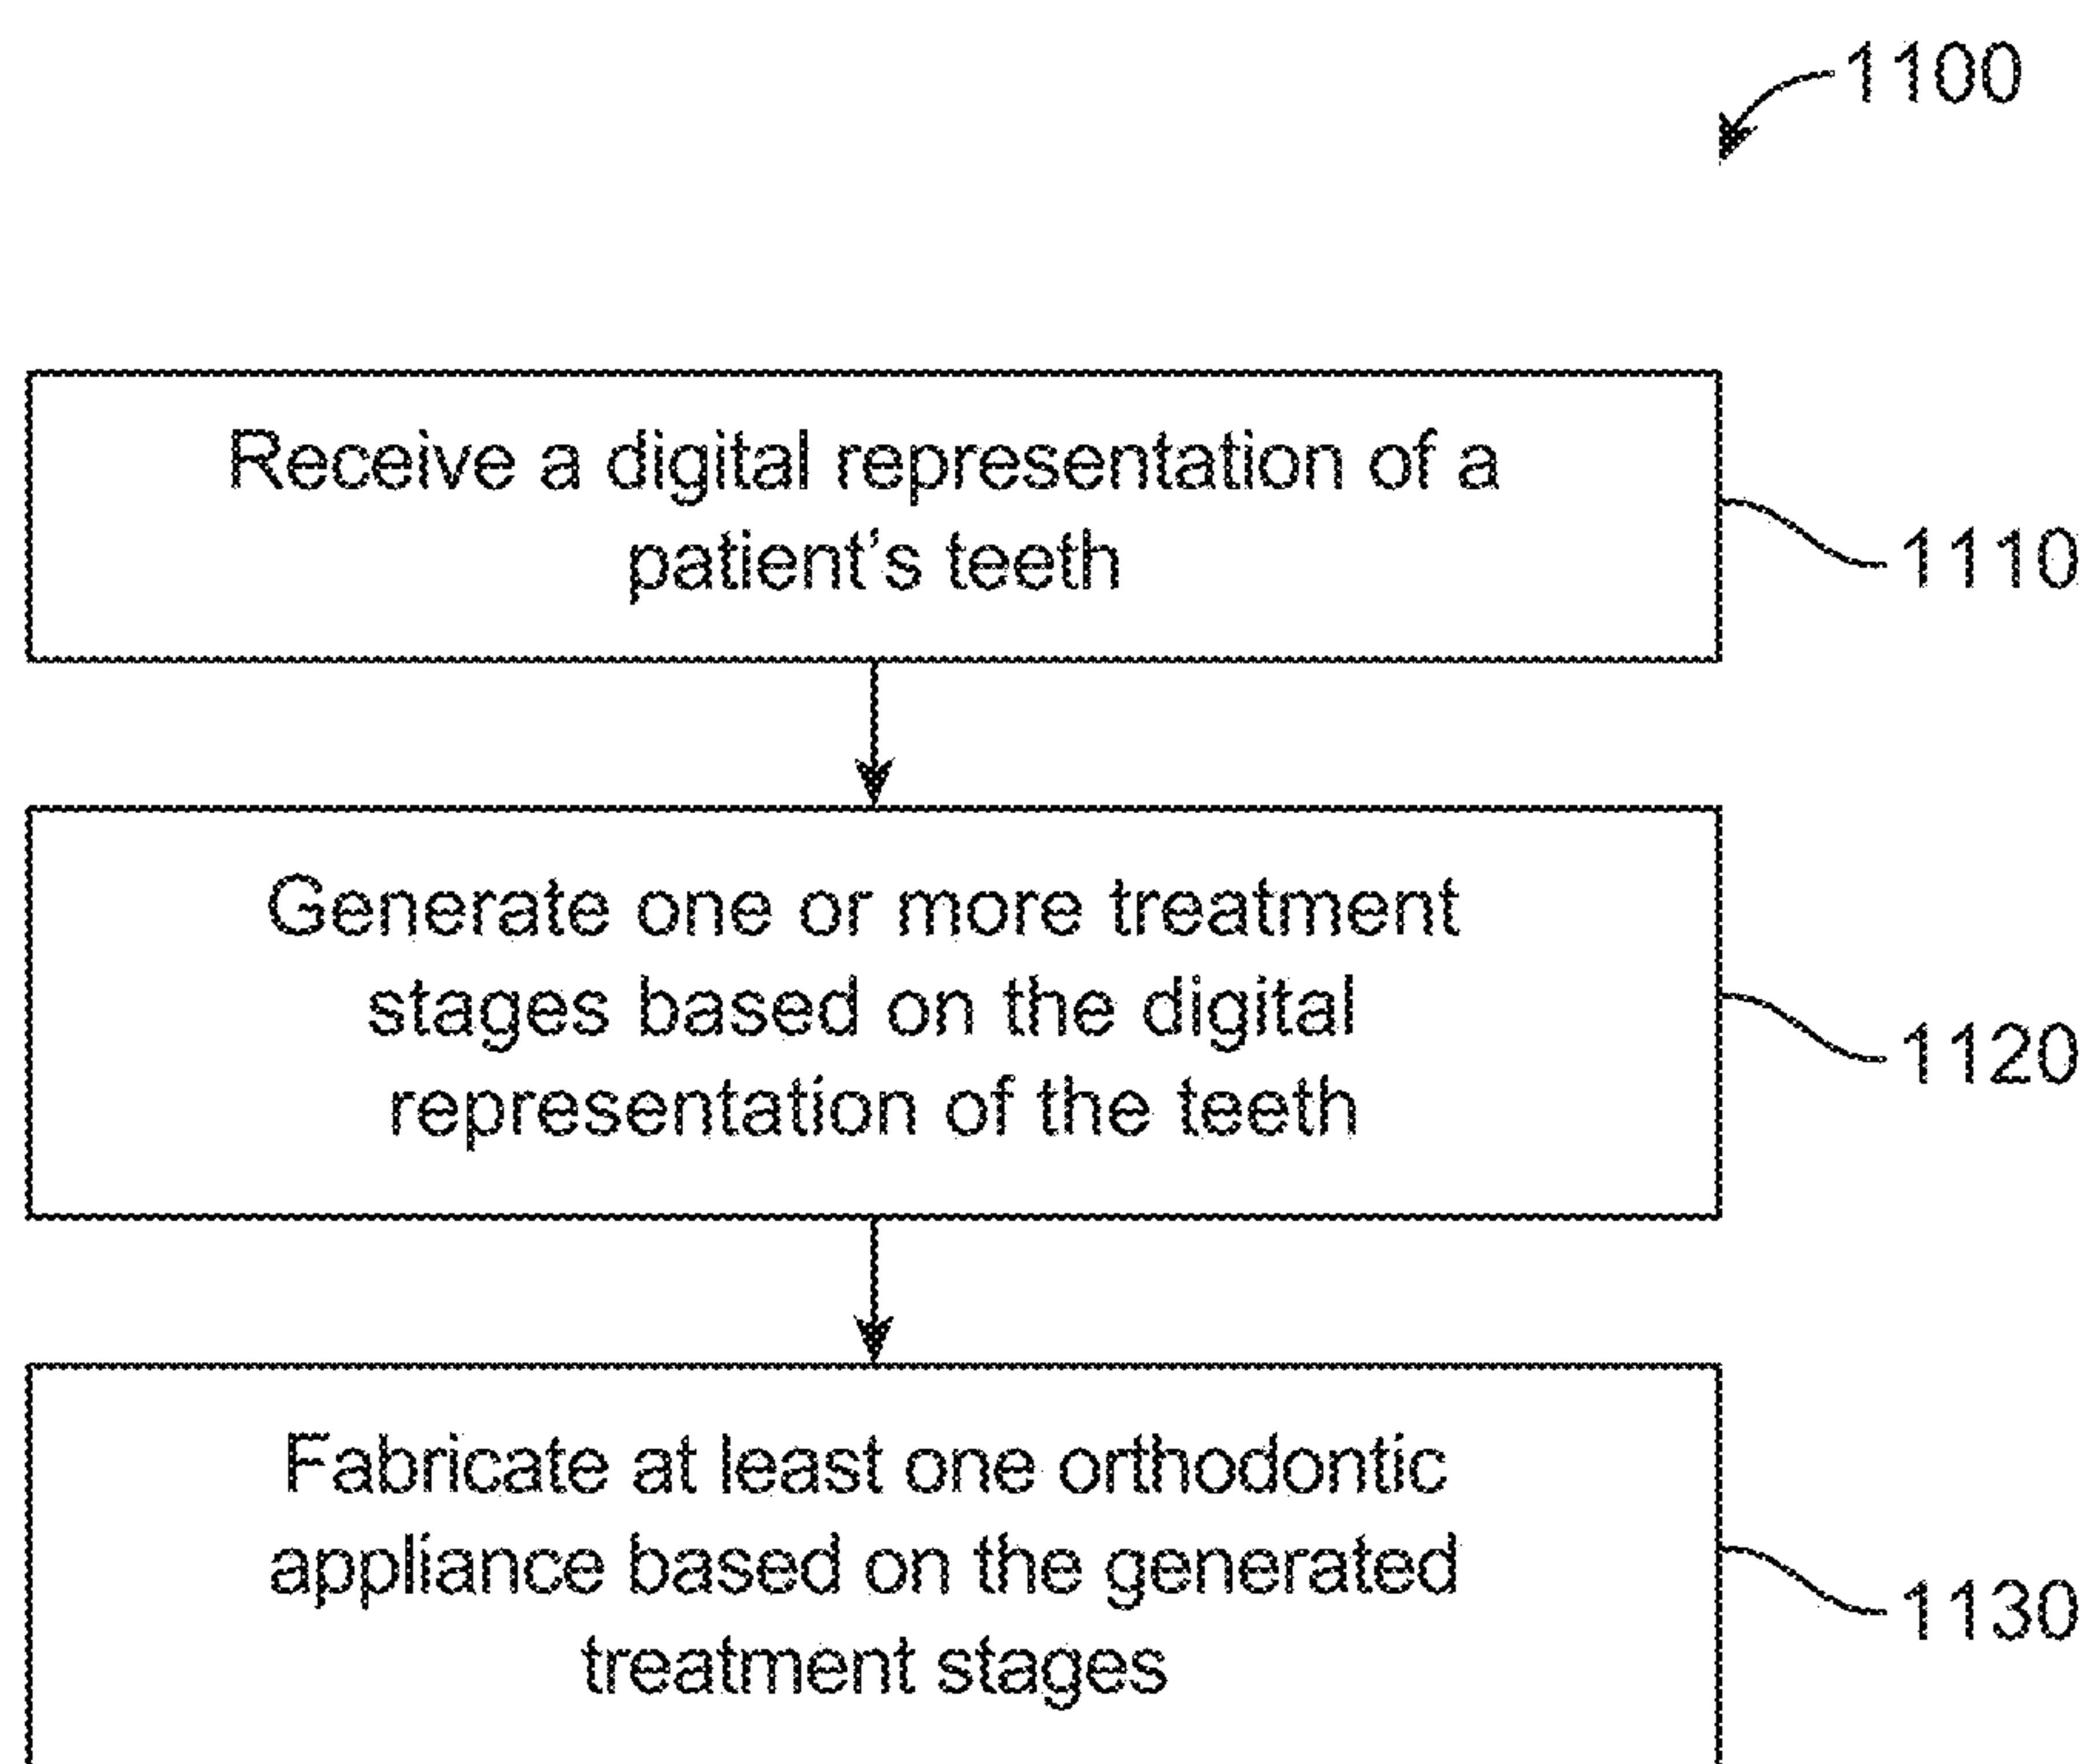 1100
Receive a digital representation of a
patient's teeth
1110
Generate one or more treatment
stages based on the digital
representation of the teeth
1120
Fabricate at least one orthodontic
appliance based on the generated
treatment stages
1130